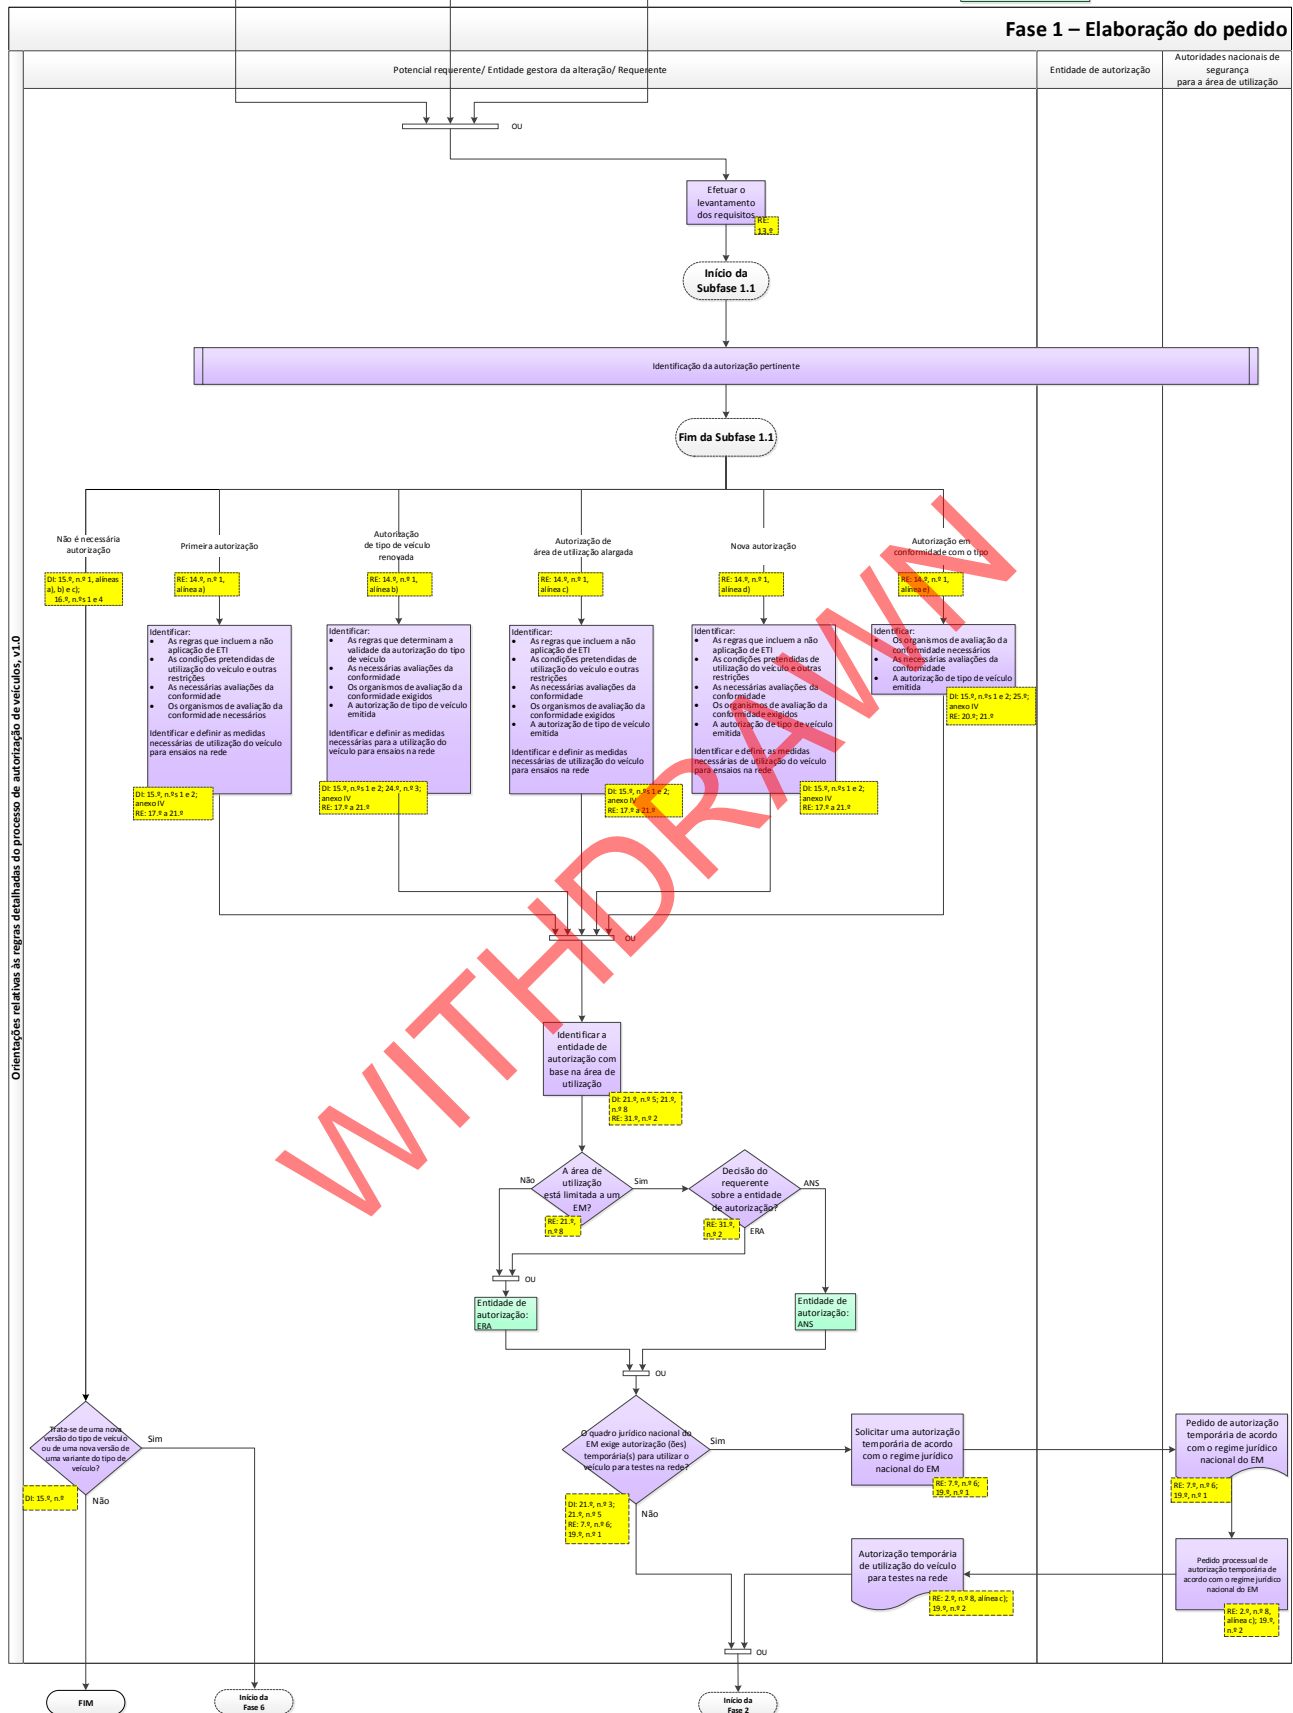 Fase 1 – Elaboração do pedido
Potencial requerente/ Entidade gestora da alteração/ Requerente
Entidade de autorização
Autoridades nacionais de
segurança
para a área de utilização
Orientações relativas às regras detalhadas do processo de autorização de veículos, v1.0
OU
Efetuar o
levantamento
dos requisitos
RE:
13.º
Início da
Subfase 1.1
Identificação da autorização pertinente
Fim da Subfase 1.1
Não é necessária
autorização
DI: 15.º, n.º 1, alíneas
a), b) e c);
16.º, n.ºs 1 e 4
Primeira autorização
RE: 14.º, n.º 1,
alínea a)
Autorização
de tipo de veículo
renovada
RE: 14.º, n.º 1,
alínea b)
Autorização de
área de utilização alargada
RE: 14.º, n.º 1,
alínea c)
Nova autorização
RE: 14.º, n.º 1,
alínea d)
Autorização em
conformidade com o tipo
RE: 14.º, n.º 1,
alínea e)
Identificar:
• As regras que incluem a não
aplicação de ETI
• As condições pretendidas de
utilização do veículo e outras
restrições
• As necessárias avaliações da
conformidade
• Os organismos de avaliação da
conformidade necessários
Identificar e definir as medidas
necessárias de utilização do veículo
para ensaios na rede
DI: 15.º, n.ºs 1 e 2;
anexo IV
RE: 17.º a 21.º
Identificar:
• As regras que determinam a
validade da autorização do tipo
de veículo
• As necessárias avaliações da
conformidade
• Os organismos de avaliação da
conformidade exigidos
• A autorização de tipo de veículo
emitida
Identificar e definir as medidas
necessárias para a utilização do
veículo para ensaios na rede
DI: 15.º, n.ºs 1 e 2; 24.º, n.º 3;
anexo IV
RE: 17.º a 21.º
Identificar:
• As regras que incluem a não
aplicação de ETI
• As condições pretendidas de
utilização do veículo e outras
restrições
• As necessárias avaliações da
conformidade
• Os organismos de avaliação da
conformidade exigidos
• A autorização de tipo de veículo
emitida
Identificar e definir as medidas
necessárias de utilização do veículo
para ensaios na rede
DI: 15.º, n.ºs 1 e 2;
anexo IV
RE: 17.º a 21.º
Identificar:
• As regras que incluem a não
aplicação de ETI
• As condições pretendidas de
utilização do veículo e outras
restrições
• As necessárias avaliações da
conformidade
• Os organismos de avaliação da
conformidade exigidos
• A autorização de tipo de veículo
emitida
Identificar e definir as medidas
necessárias de utilização do veículo
para ensaios na rede
DI: 15.º, n.ºs 1 e 2;
anexo IV
RE: 17.º a 21.º
Identificar:
• Os organismos de avaliação da
conformidade necessários
• As necessárias avaliações da
conformidade
• A autorização de tipo de veículo
emitida
DI: 15.º, n.ºs 1 e 2; 25.º;
anexo IV
RE: 20.º; 21.º
OU
WITHDRAWN
Identificar a
entidade de
autorização com
base na área de
utilização
DI: 21.º, n.º 5; 21.º,
n.º 8
RE: 31.º, n.º 2
A área de
utilização
está limitada a um
EM?
RE: 21.º,
n.º 8
Não
Sim
Decisão do
requerente
sobre a entidade
de autorização?
RE: 31.º,
n.º 2
ANS
ERA
OU
Entidade de
autorização:
ERA
Entidade de
autorização:
ANS
OU
Trata-se de uma nova
versão do tipo de veículo
ou de uma nova versão de
uma variante do tipo de
veículo?
DI: 15.º, n.º
Sim
Não
O quadro jurídico nacional do
EM exige autorização (ões)
temporária(s) para utilizar o
veículo para testes na rede?
DI: 21.º, n.º 3;
21.º, n.º 5
RE: 7.º, n.º 6;
19.º, n.º 1
Sim
Não
Solicitar uma autorização
temporária de acordo
com o regime jurídico
nacional do EM
RE: 7.º, n.º 6;
19.º, n.º 1
Pedido de autorização
temporária de acordo
com o regime jurídico
nacional do EM
RE: 7.º, n.º 6;
19.º, n.º 1
Autorização temporária
de utilização do veículo
para testes na rede
RE: 2.º, n.º 8, alínea c);
19.º, n.º 2
Pedido processual de
autorização temporária de
acordo com o regime jurídico
nacional do EM
RE: 2.º, n.º 8,
alínea c); 19.º,
n.º 2
OU
FIM
Início da
Fase 6
Início da
Fase 2